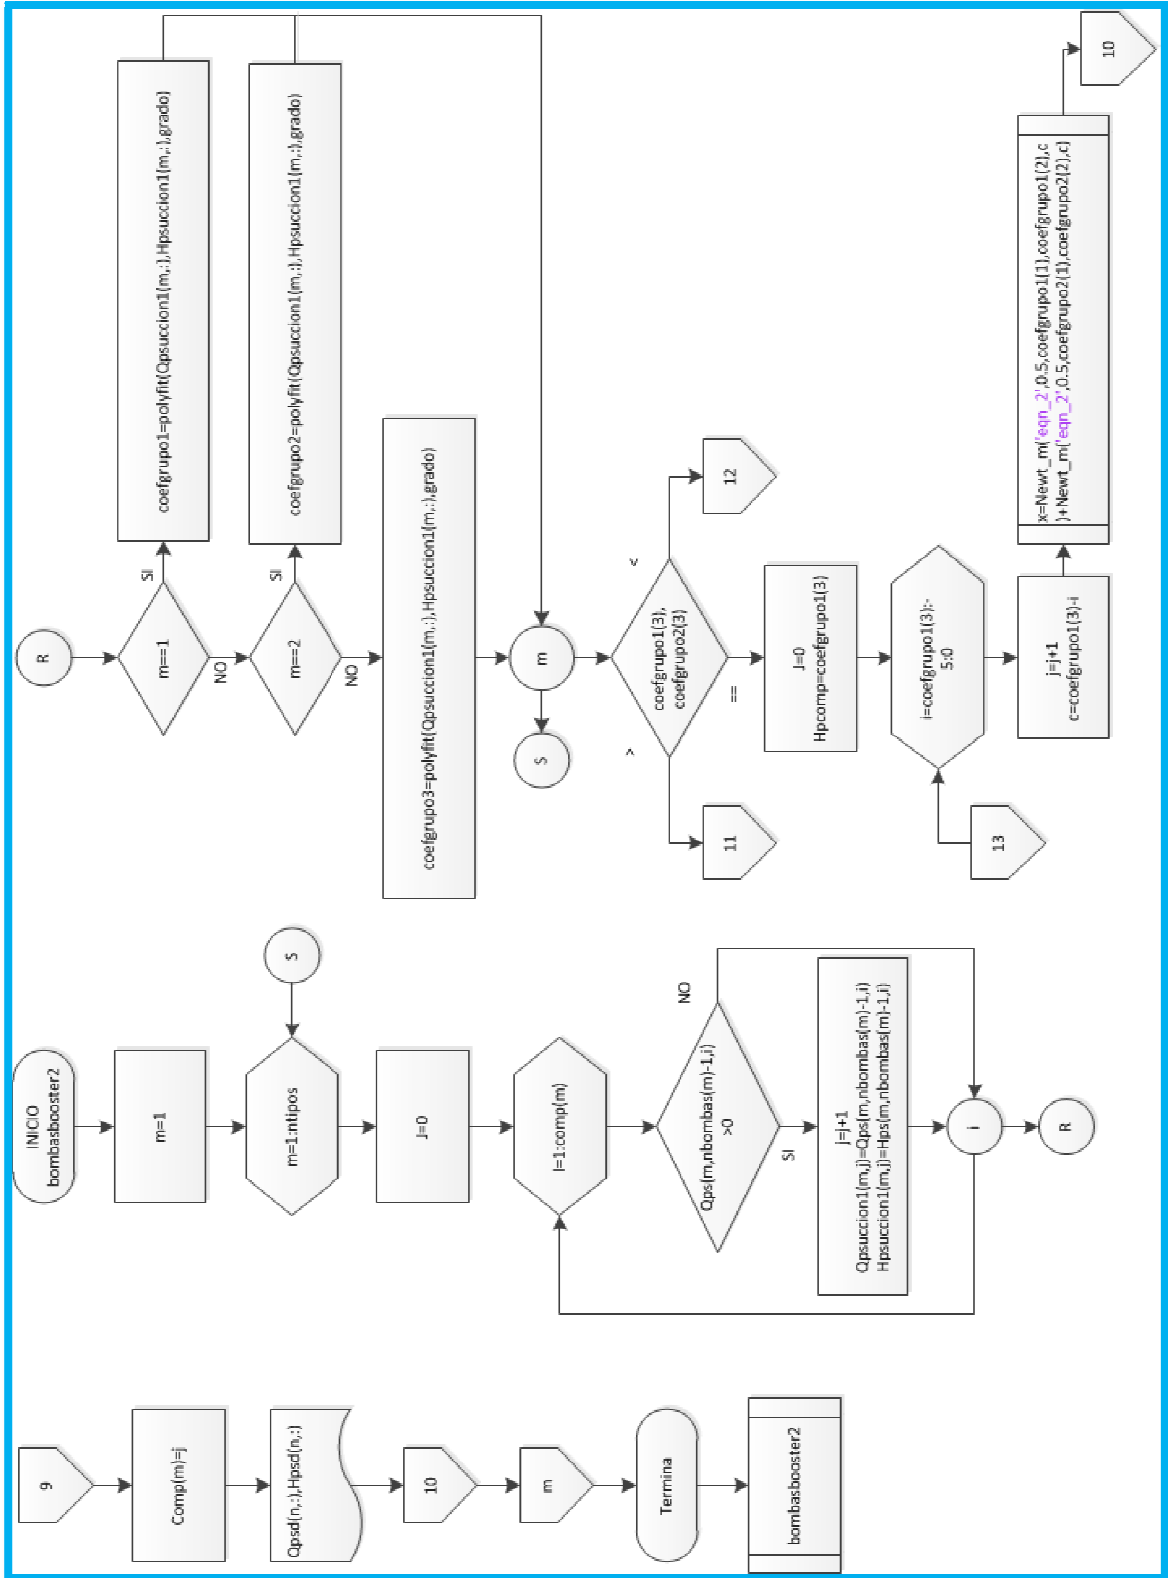 9
Comp(m)=j
Qpsd(n,:),Hpsd(n,:)
10
m
Termina
bombasbooster2
INICIO
bombasbooster2
m=1
m=1:ntipos
S
J=0
I=1:comp(m)
Qps(m,nbombas(m)-1,i)
>0
NO
SI
j=j+1
Qpsuccion1(m,j)=Qps(m,nbombas(m)-1,i)
Hpsuccion1(m,j)=Hps(m,nbombas(m)-1,i)
i
R
R
m==1
SI
coefgrupo1=polyfit(Qpsuccion1(m,:),Hpsuccion1(m,:),grado)
NO
m==2
SI
coefgrupo2=polyfit(Qpsuccion1(m,:),Hpsuccion1(m,:),grado)
NO
coefgrupo3=polyfit(Qpsuccion1(m,:),Hpsuccion1(m,:),grado)
m
S
coefgrupo1(3),
coefgrupo2(3)
>
<
==
11
12
J=0
Hpcomp=coefgrupo1(3)
i=coefgrupo1(3):-
5:0
13
j=j+1
c=coefgrupo1(3)-i
x=Newt_m('eqn_2',0.5,coefgrupo1(1),coefgrupo1(2),c
)+Newt_m('eqn_2',0.5,coefgrupo2(1),coefgrupo2(2),c)
10